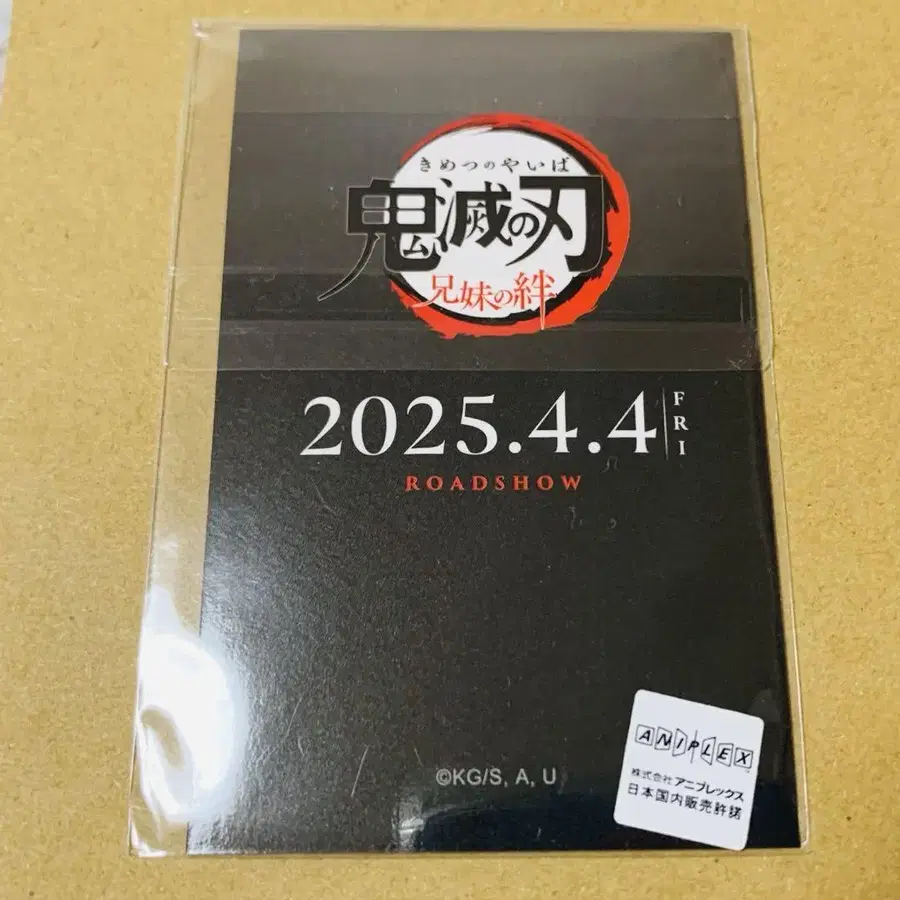 きめつのやいば
鬼滅の刃
兄妹の絆
2025.4.4 FRI
ROADSHOW
©KG/S, A, U
ANIPLEX
株式会社アニプレックス
日本国内販売許諾